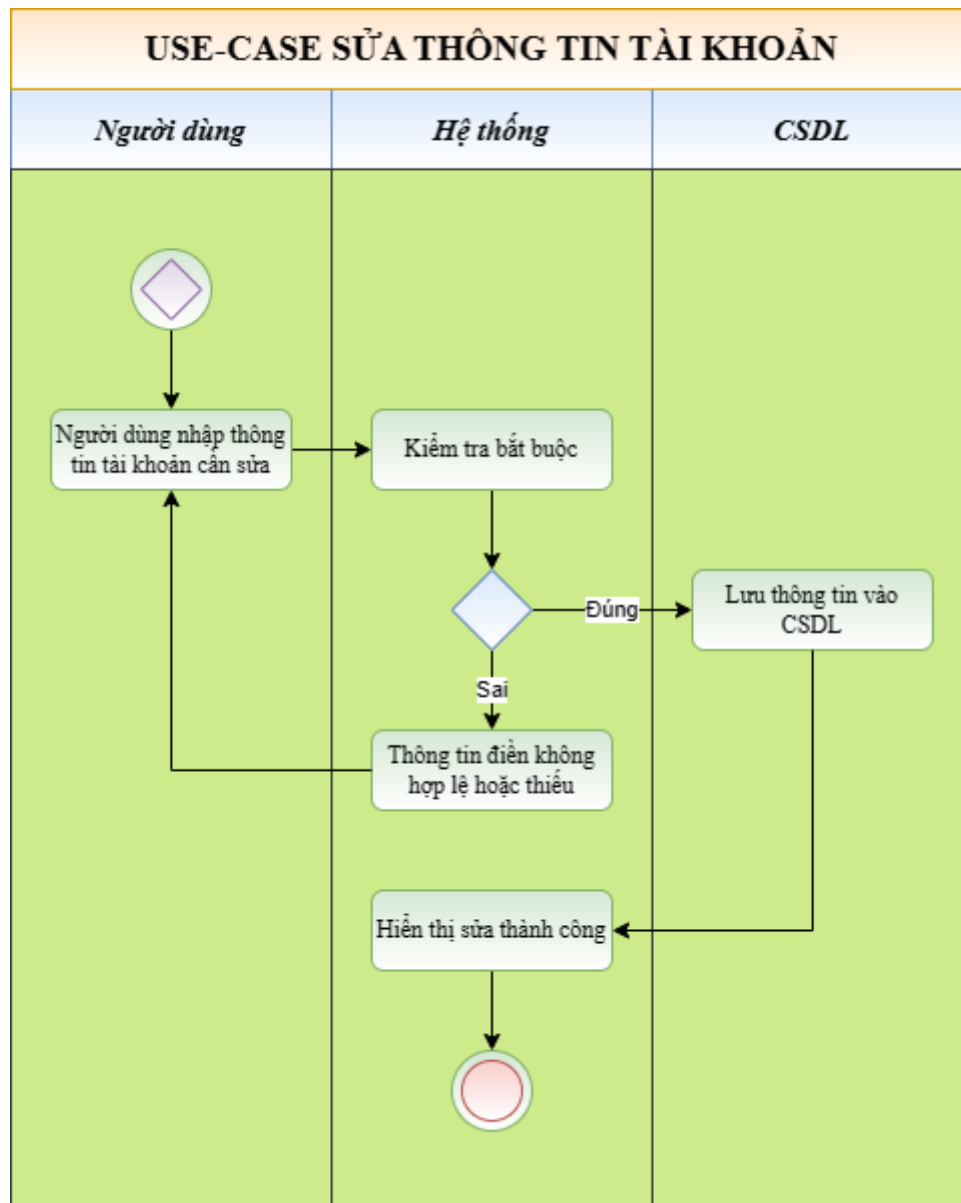 USE-CASE SỬA THÔNG TIN TÀI KHOẢN
Người dùng
Hệ thống
CSDL
Người dùng nhập thông
tin tài khoản cần sửa
Kiểm tra bắt buộc
Đúng
Lưu thông tin vào
CSDL
Sai
Thông tin điền không
hợp lệ hoặc thiếu
Hiển thị sửa thành công